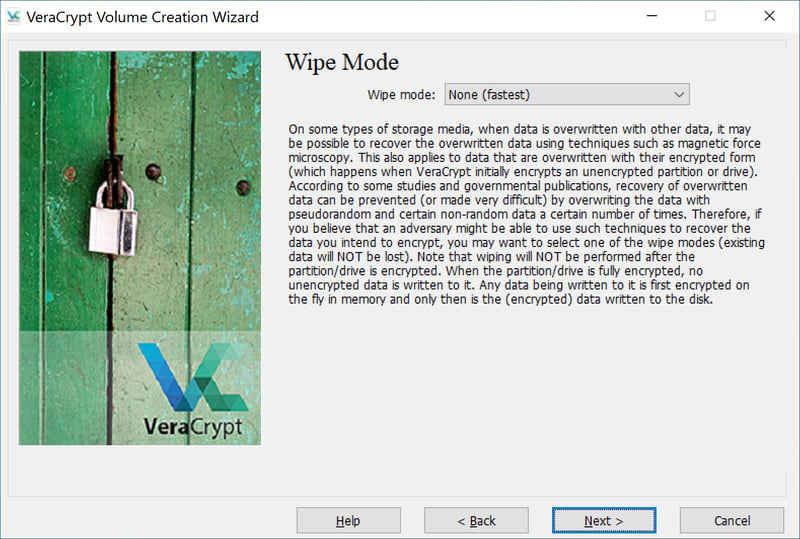 VeraCrypt Volume Creation Wizard
Wipe Mode
Wipe mode: None (fastest)
On some types of storage media, when data is overwritten with other data, it may
be possible to recover the overwritten data using techniques such as magnetic force
microscopy. This also applies to data that are overwritten with their encrypted form
(which happens when VeraCrypt initially encrypts an unencrypted partition or drive).
According to some studies and governmental publications, recovery of overwritten
data can be prevented (or made very difficult) by overwriting the data with
pseudorandom and certain non-random data a certain number of times. Therefore, if
you believe that an adversary might be able to use such techniques to recover the
data you intend to encrypt, you may want to select one of the wipe modes (existing
data will NOT be lost). Note that wiping will NOT be performed after the
partition/drive is encrypted. When the partition/drive is fully encrypted, no
unencrypted data is written to it. Any data being written to it is first encrypted on
the fly in memory and only then is the (encrypted) data written to the disk.
VeraCrypt
Help < Back Next > Cancel